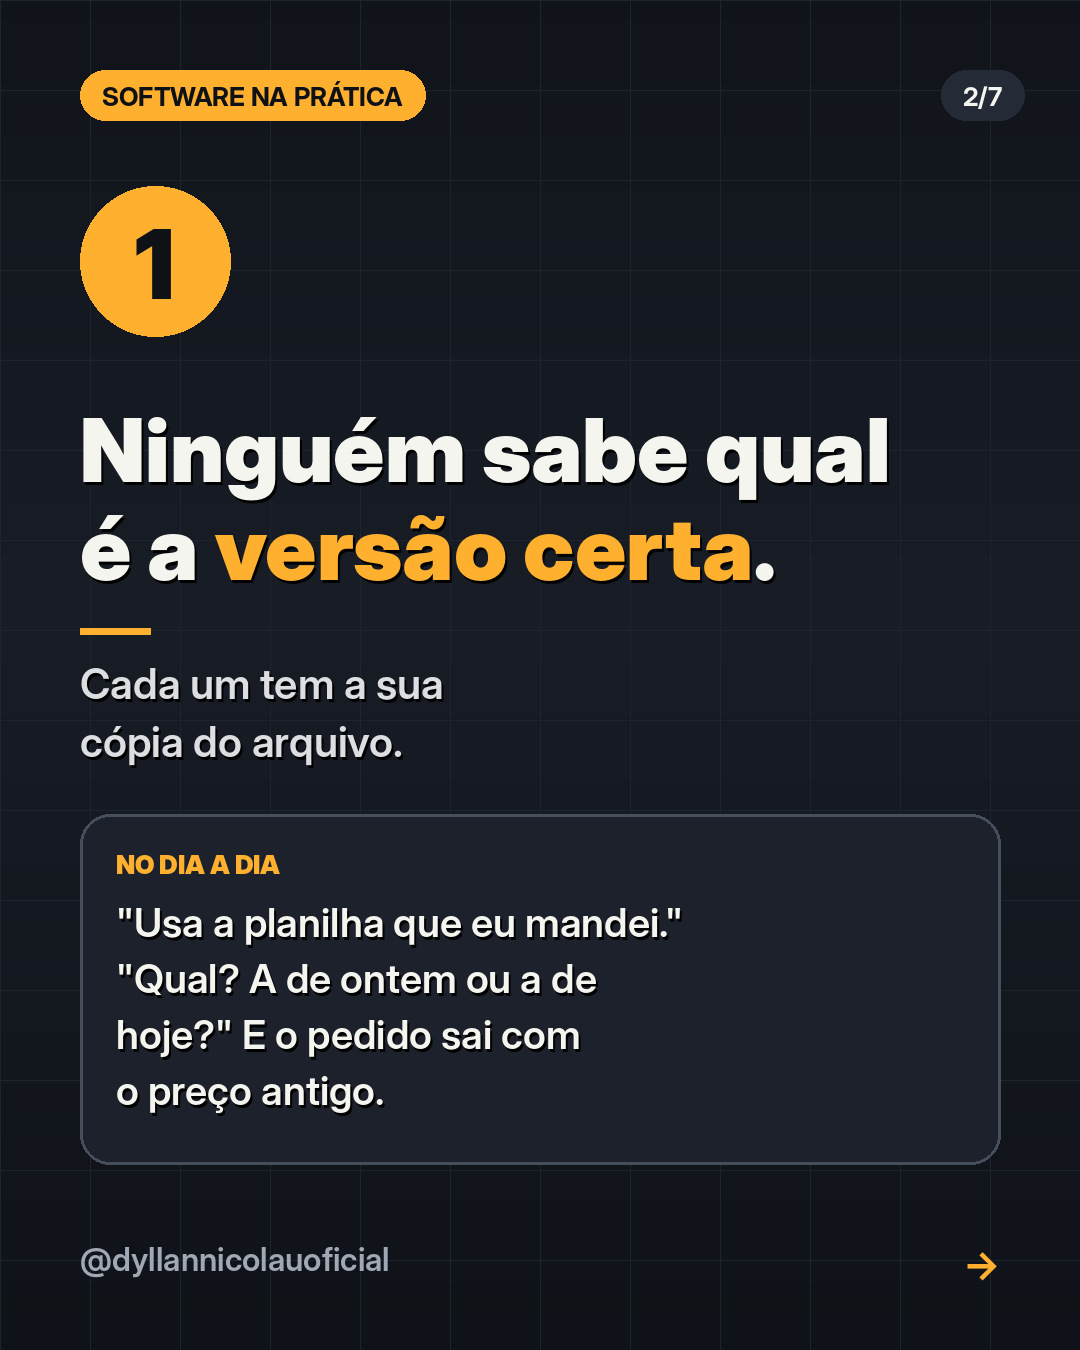 SOFTWARE NA PRÁTICA
2/7
1
Ninguém sabe qual
é a versão certa.
Cada um tem a sua
cópia do arquivo.
NO DIA A DIA
"Usa a planilha que eu mandei."
"Qual? A de ontem ou a de
hoje?" E o pedido sai com
o preço antigo.
@dyllannicolauoficial
→